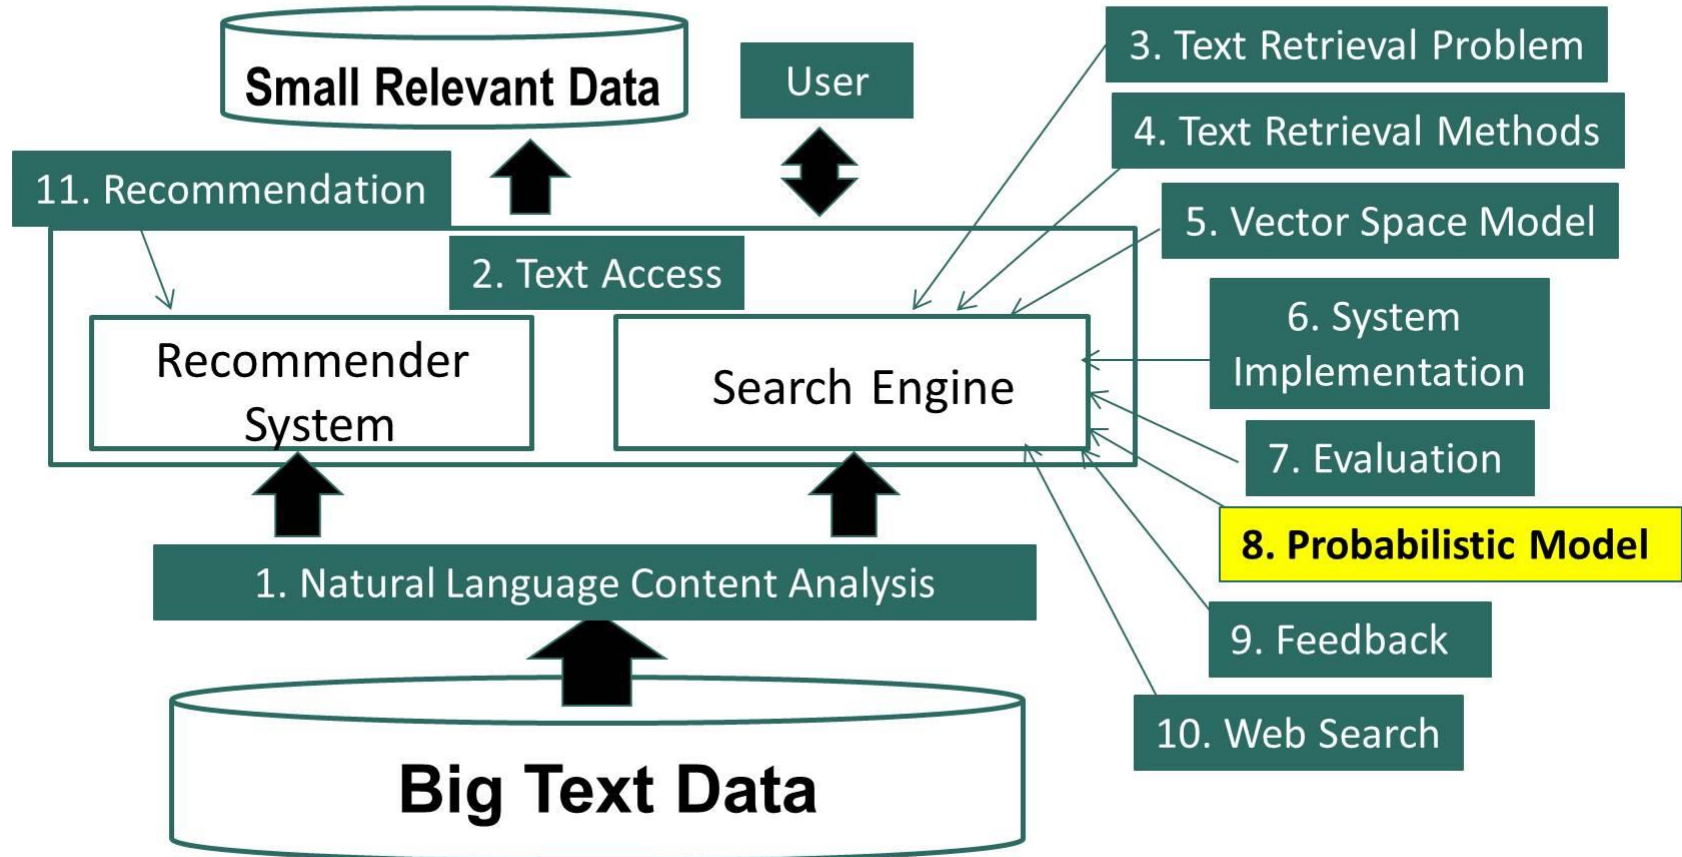 Small Relevant Data
User
3. Text Retrieval Problem
4. Text Retrieval Methods
11. Recommendation
5. Vector Space Model
2. Text Access
6. System
Implementation
Recommender
System
Search Engine
7. Evaluation
8. Probabilistic Model
1. Natural Language Content Analysis
9. Feedback
10. Web Search
Big Text Data